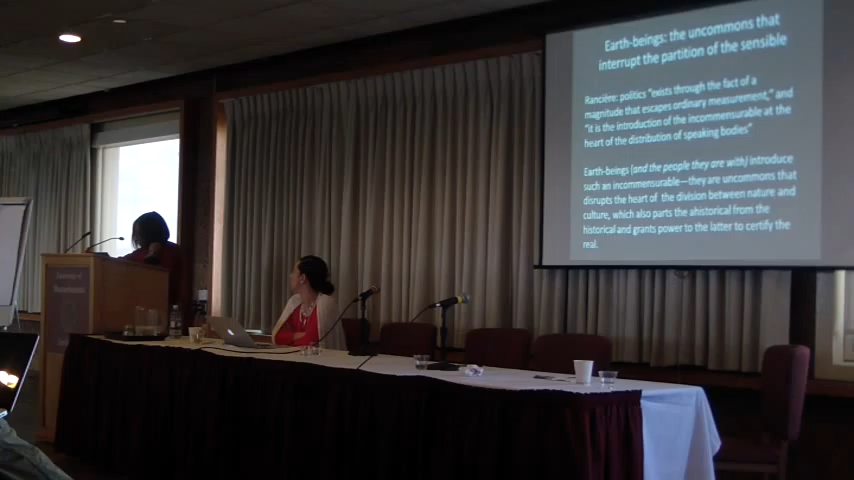 Earth-beings: the uncommons that
interrupt the partition of the sensible
Rancière: politics “exists through the fact of a
magnitude that escapes ordinary measurement,” and
“it is the introduction of the incommensurable at the
heart of the distribution of speaking bodies”
Earth-beings (and the people they are with) introduce
such an incommensurable—they are uncommons that
disrupts the heart of the division between nature and
culture, which also parts the ahistorical from the
historical and grants power to the latter to certify the
real.
University of